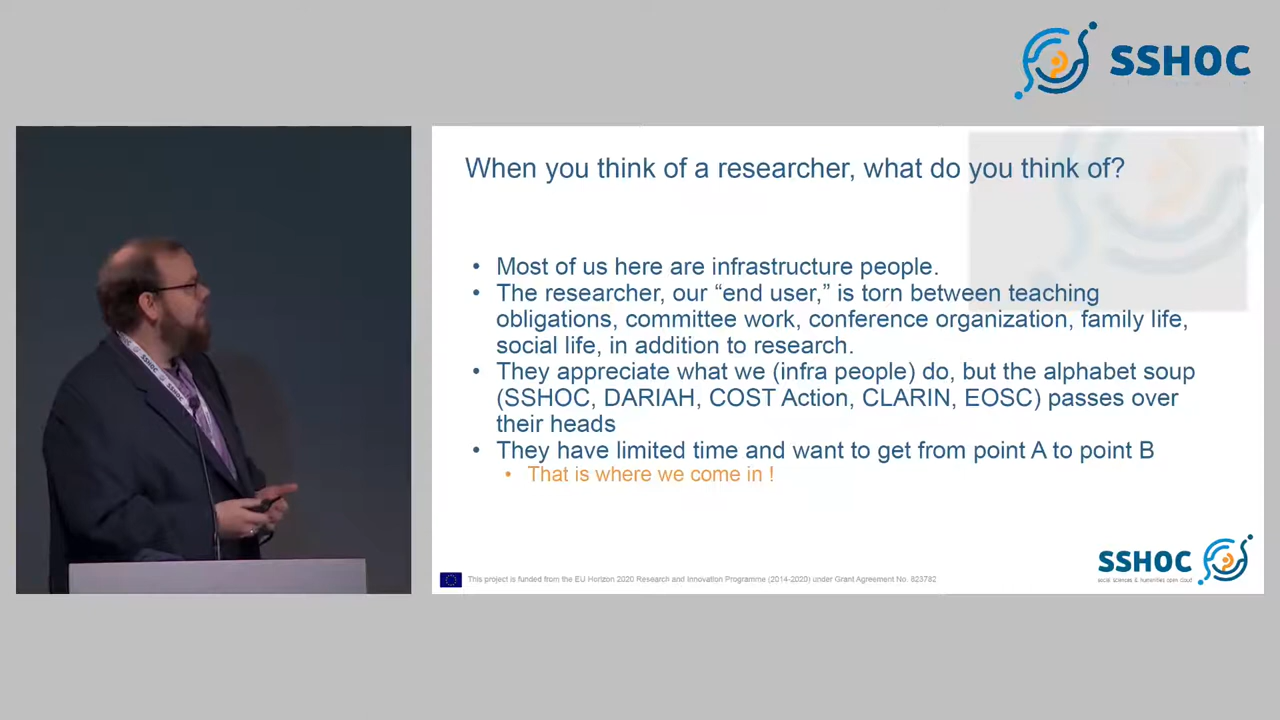 SSHOC
When you think of a researcher, what do you think of?
• Most of us here are infrastructure people.
• The researcher, our “end user,” is torn between teaching
obligations, committee work, conference organization, family life,
social life, in addition to research.
• They appreciate what we (infra people) do, but the alphabet soup
(SSHOC, DARIAH, COST Action, CLARIN, EOSC) passes over
their heads
• They have limited time and want to get from point A to point B
• That is where we come in !
SSHOC
social sciences & humanities open cloud
This project is funded from the EU Horizon 2020 Research and Innovation Programme (2014-2020) under Grant Agreement No. 823782
SSHOC